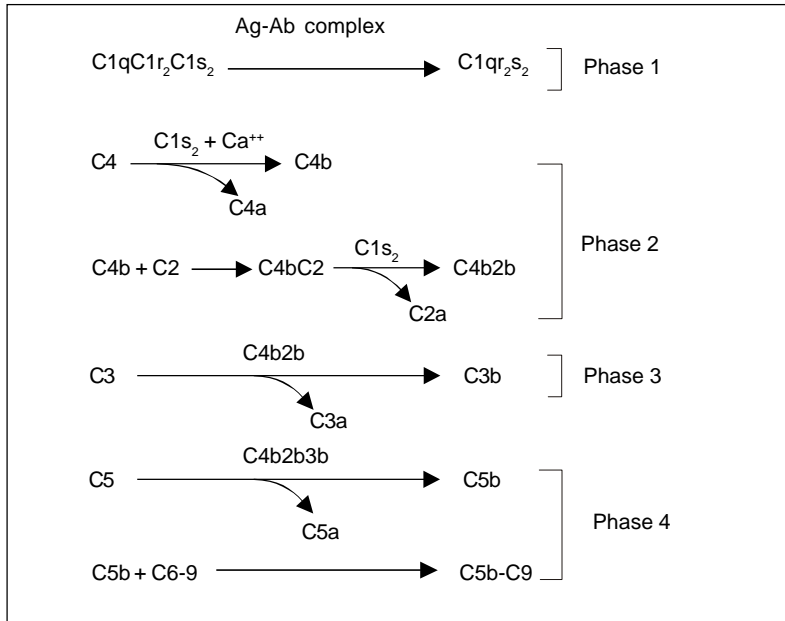 Ag-Ab complex
C1qC1r₂C1s₂ C1qr₂s₂ Phase 1
C1s₂ + Ca⁺⁺
C4 C4b
C4a
Phase 2
C1s₂
C4b + C2 C4bC2 C4b2b
C2a
C4b2b
C3 C3b Phase 3
C3a
C4b2b3b
C5 C5b
C5a
Phase 4
C5b + C6-9 C5b-C9